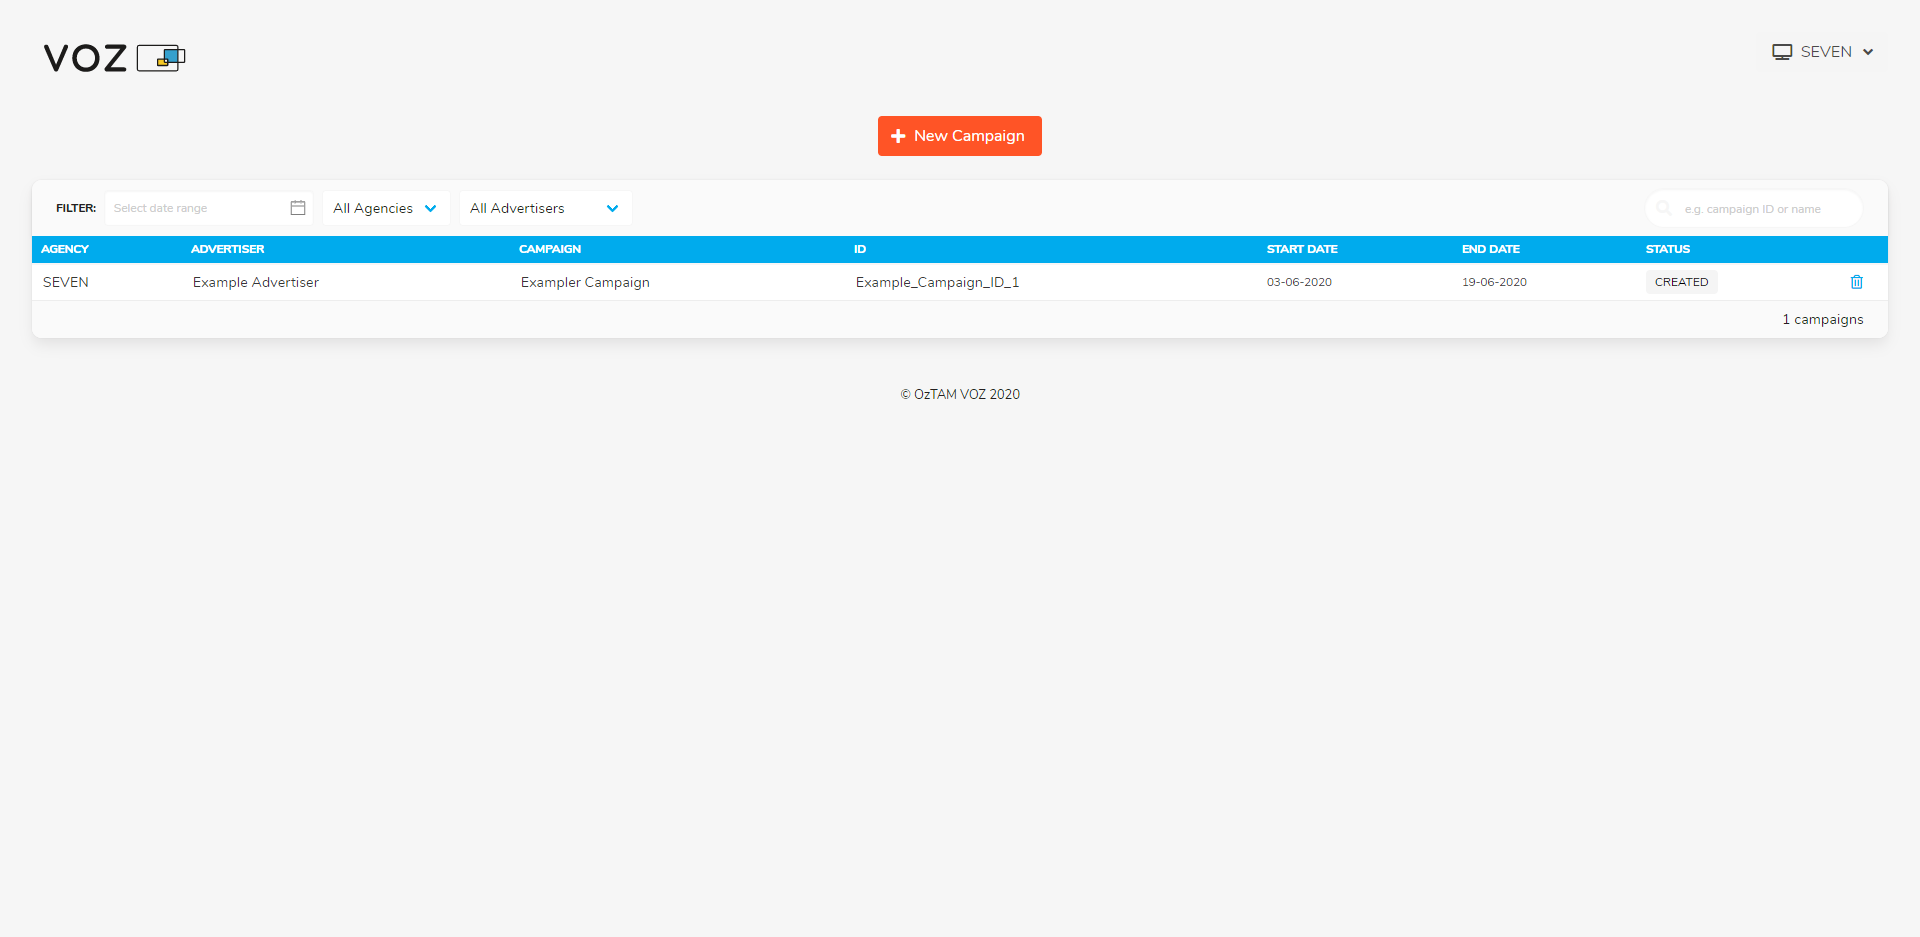 VOZ
SEVEN
New Campaign
FILTER: Select date range All Agencies All Advertisers e.g. campaign ID or name
AGENCY ADVERTISER CAMPAIGN ID START DATE END DATE STATUS
SEVEN Example Advertiser Exampler Campaign Example_Campaign_ID_1 03-06-2020 19-06-2020 CREATED
1 campaigns
© OzTAM VOZ 2020